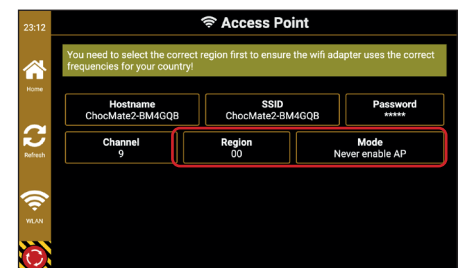 23:12
Access Point
You need to select the correct region first to ensure the wifi adapter uses the correct
frequencies for your country!
Home
Hostname
ChocMate2-BM4GQB
SSID
ChocMate2-BM4GQB
Password
*****
Refresh
Channel
9
Region
00
Mode
Never enable AP
WLAN